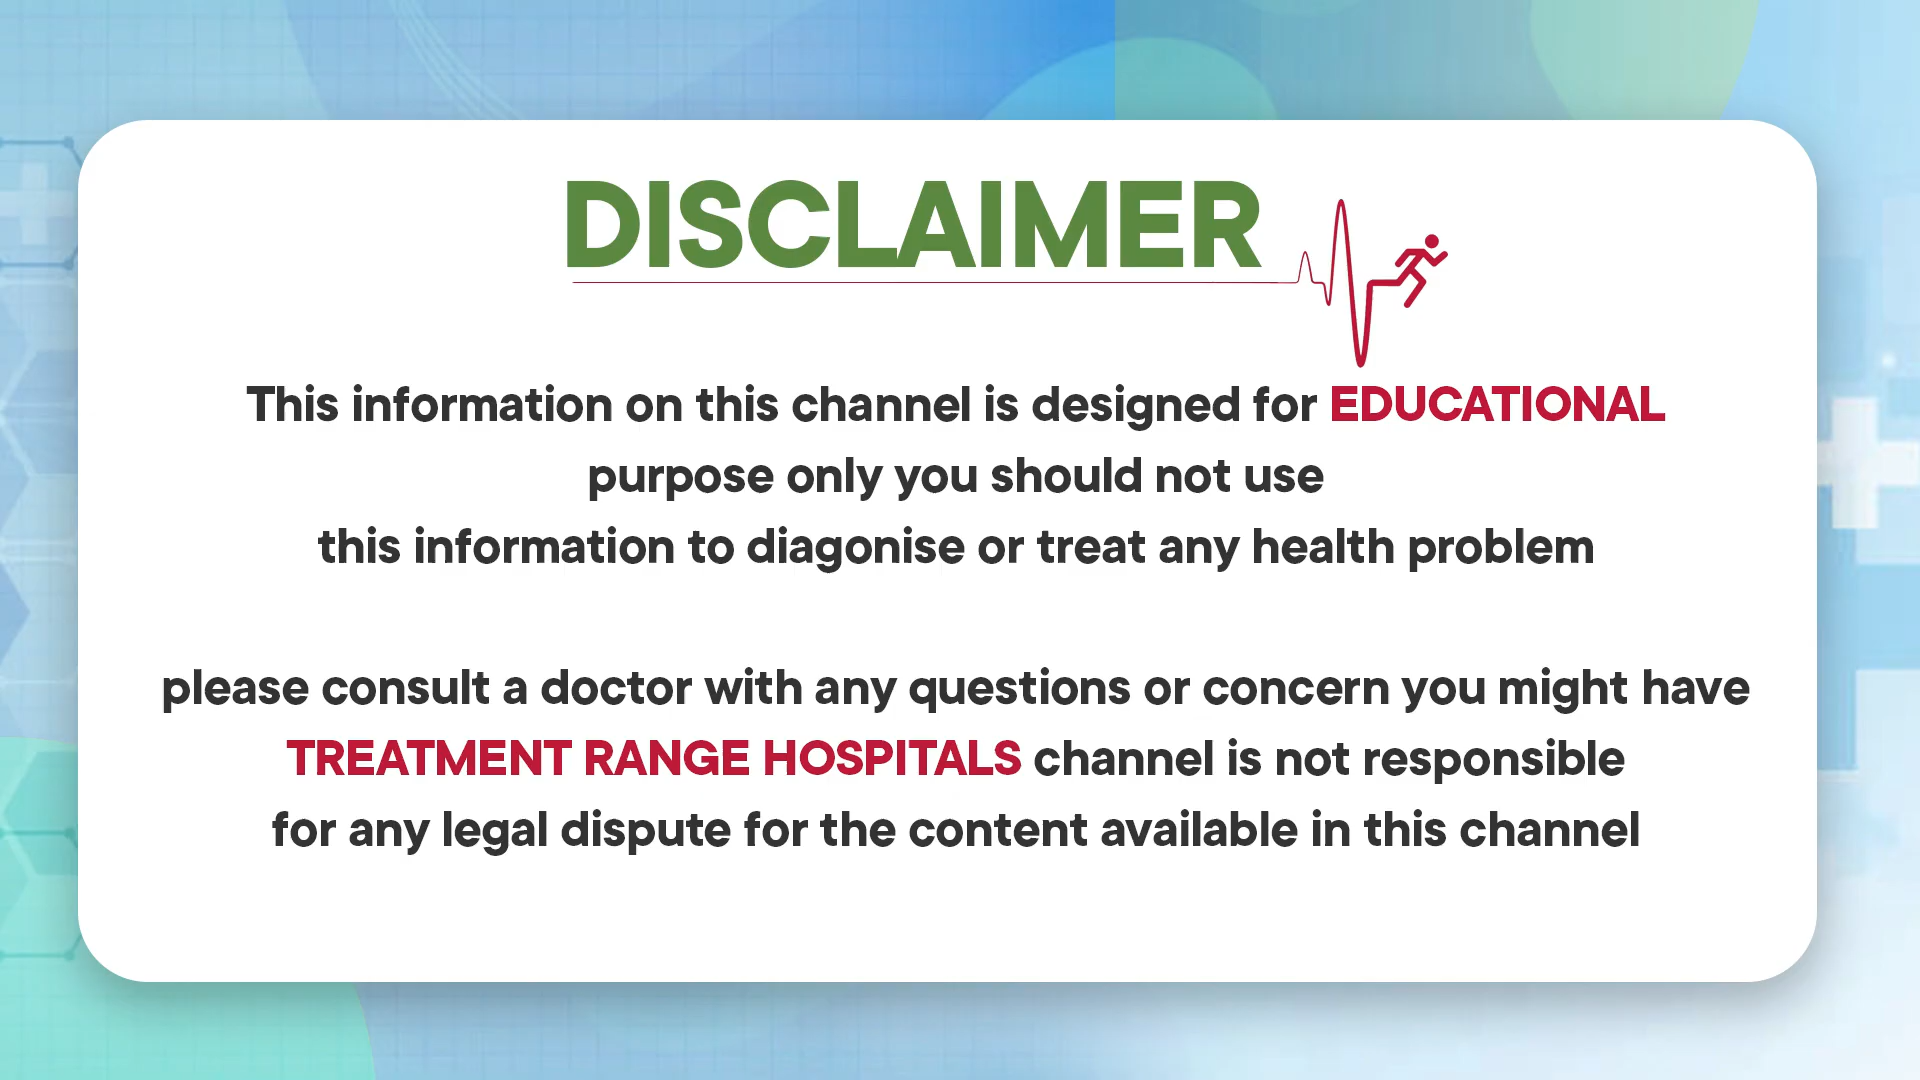 DISCLAIMER
This information on this channel is designed for EDUCATIONAL
purpose only you should not use
this information to diagonise or treat any health problem
please consult a doctor with any questions or concern you might have
TREATMENT RANGE HOSPITALS channel is not responsible
for any legal dispute for the content available in this channel